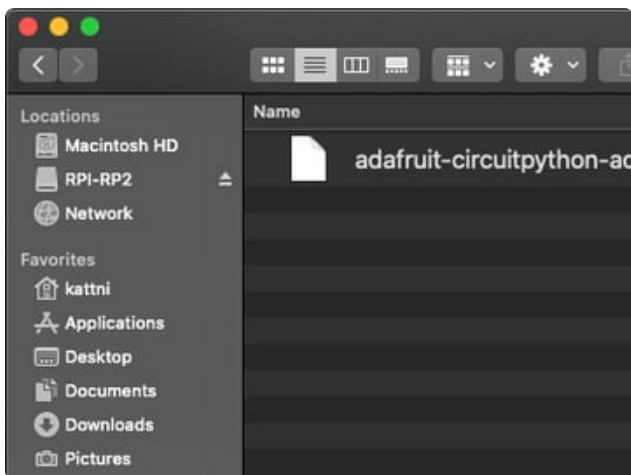 Locations
Macintosh HD
RPI-RP2
Network
Favorites
kattni
Applications
Desktop
Documents
Downloads
Pictures
Name
adafruit-circuitpython-ad